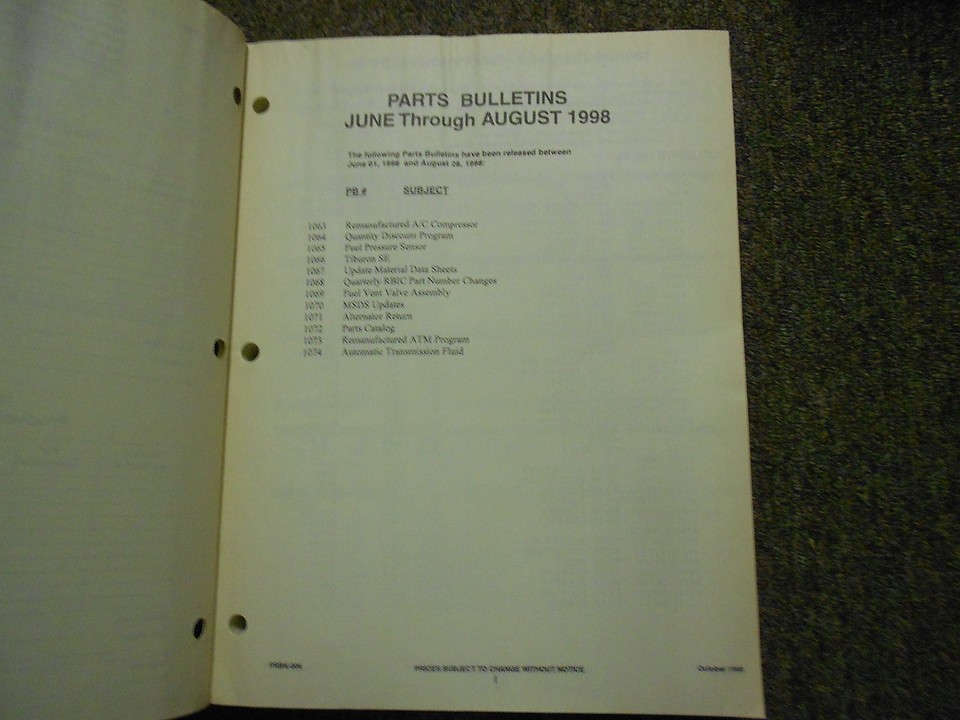 PARTS BULLETINS
JUNE Through AUGUST 1998
The following Parts Bulletins have been released between
June 01, 1998 and August 28, 1998:
PB # SUBJECT
1063 Remanufactured A/C Compressor
1064 Quantity Discount Program
1065 Fuel Pressure Sensor
1066 Tiburon SE
1067 Update Material Data Sheets
1068 Quarterly RBIC Part Number Changes
1069 Fuel Vent Valve Assembly
1070 MSDS Updates
1071 Alternator Return
1072 Parts Catalog
1073 Remanufactured ATM Program
1074 Automatic Transmission Fluid
PRICES SUBJECT TO CHANGE WITHOUT NOTICE
October 1998
1